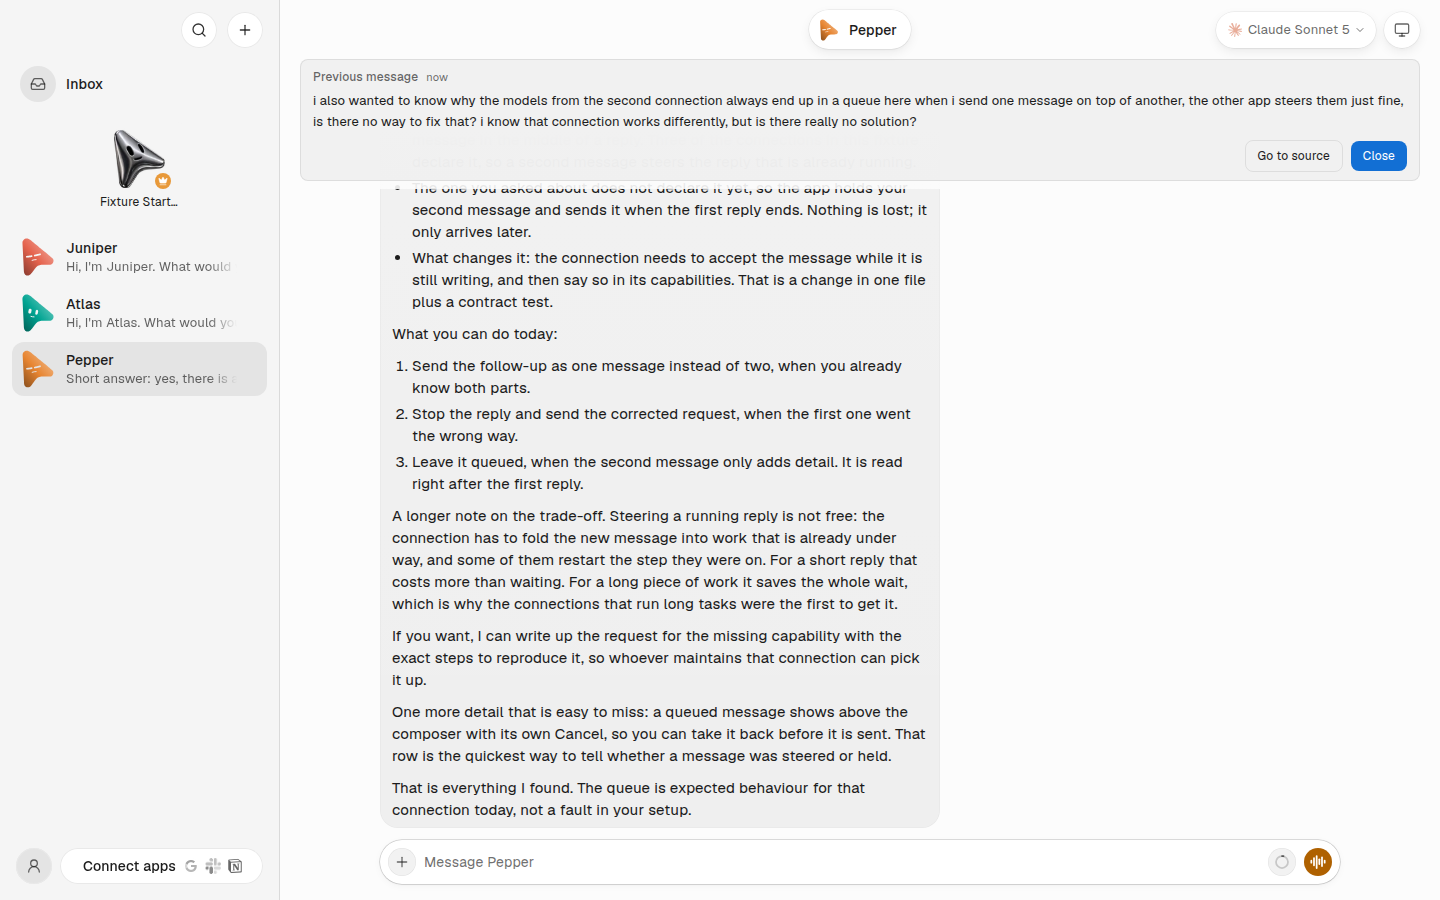 Pepper
Claude Sonnet 5
Inbox
Fixture Start...
Juniper
Hi, I'm Juniper. What would
Atlas
Hi, I'm Atlas. What would yo
Pepper
Short answer: yes, there is
Connect apps
Previous message now
i also wanted to know why the models from the second connection always end up in a queue here when i send one message on top of another, the other app steers them just fine,
is there no way to fix that? i know that connection works differently, but is there really no solution?
Go to source
Close
The one you asked about does not declare it yet, so the app holds your
second message and sends it when the first reply ends. Nothing is lost; it
only arrives later.
What changes it: the connection needs to accept the message while it is
still writing, and then say so in its capabilities. That is a change in one file
plus a contract test.
What you can do today:
1. Send the follow-up as one message instead of two, when you already
know both parts.
2. Stop the reply and send the corrected request, when the first one went
the wrong way.
3. Leave it queued, when the second message only adds detail. It is read
right after the first reply.
A longer note on the trade-off. Steering a running reply is not free: the
connection has to fold the new message into work that is already under
way, and some of them restart the step they were on. For a short reply that
costs more than waiting. For a long piece of work it saves the whole wait,
which is why the connections that run long tasks were the first to get it.
If you want, I can write up the request for the missing capability with the
exact steps to reproduce it, so whoever maintains that connection can pick
it up.
One more detail that is easy to miss: a queued message shows above the
composer with its own Cancel, so you can take it back before it is sent. That
row is the quickest way to tell whether a message was steered or held.
That is everything I found. The queue is expected behaviour for that
connection today, not a fault in your setup.
Message Pepper